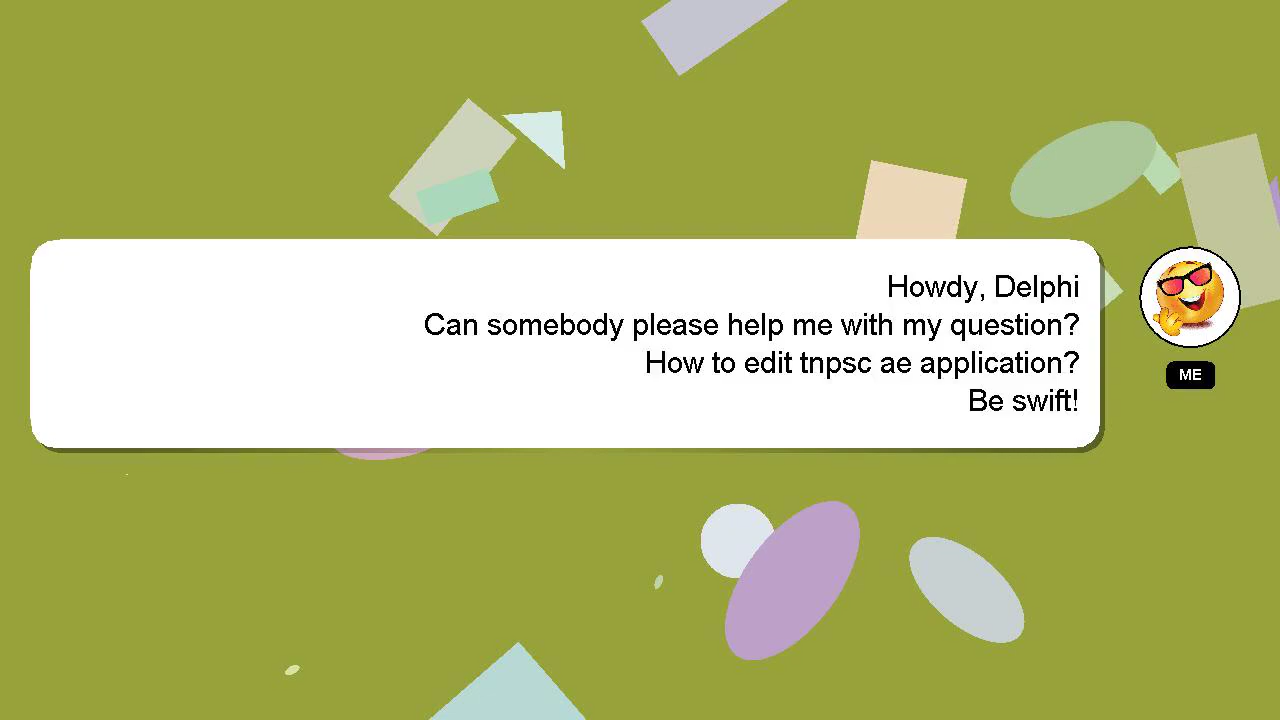 Howdy, Delphi
Can somebody please help me with my question?
How to edit tnpsc ae application?
Be swift!
ME